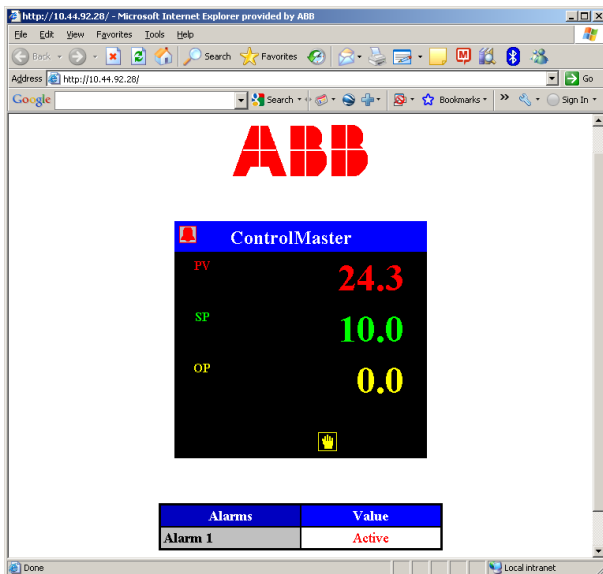 http://10.44.92.28/ - Microsoft Internet Explorer provided by ABB
File Edit View Favorites Tools Help
Back Search Favorites
Address http://10.44.92.28/ Go
Google Search Bookmarks Sign In
ABB
ControlMaster
PV 24.3
SP 10.0
OP 0.0
Alarms Value
Alarm 1 Active
Done Local intranet